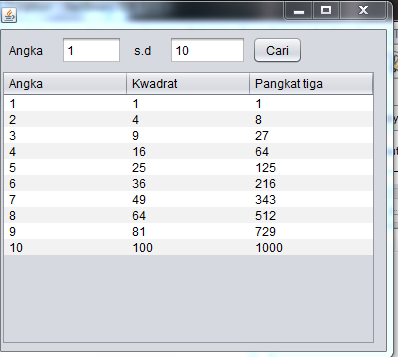 Angka 1 s.d 10 Cari
Angka Kwadrat Pangkat tiga
1 1 1
2 4 8
3 9 27
4 16 64
5 25 125
6 36 216
7 49 343
8 64 512
9 81 729
10 100 1000